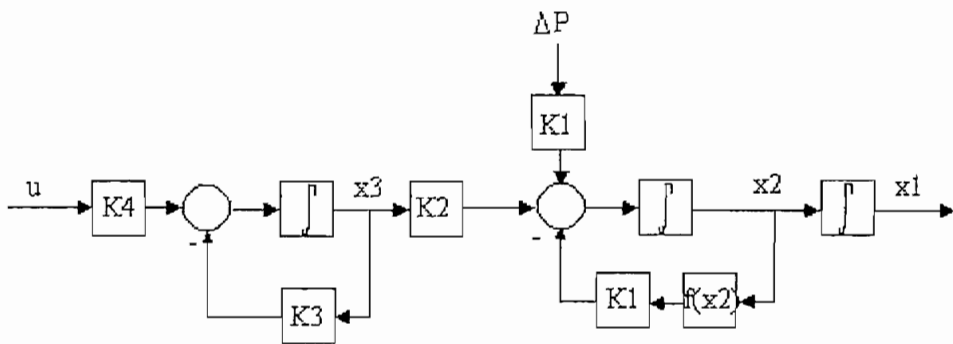 ΔP
K1
u
K4
-
x3
K2
-
x2
x1
K3
K1
f(x2)